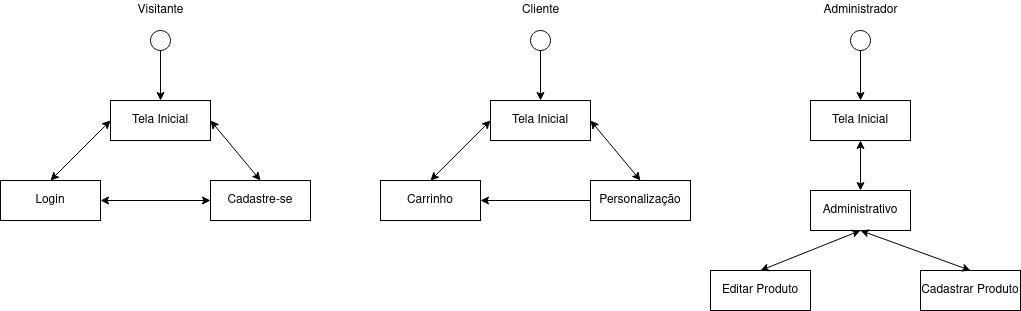 Visitante
Tela Inicial
Login
Cadastre-se
Cliente
Tela Inicial
Carrinho
Personalização
Administrador
Tela Inicial
Administrativo
Editar Produto
Cadastrar Produto